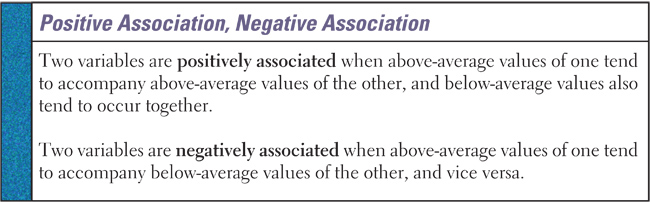 Positive Association, Negative Association
Two variables are positively associated when above-average values of one tend
to accompany above-average values of the other, and below-average values also
tend to occur together.
Two variables are negatively associated when above-average values of one tend
to accompany below-average values of the other, and vice versa.